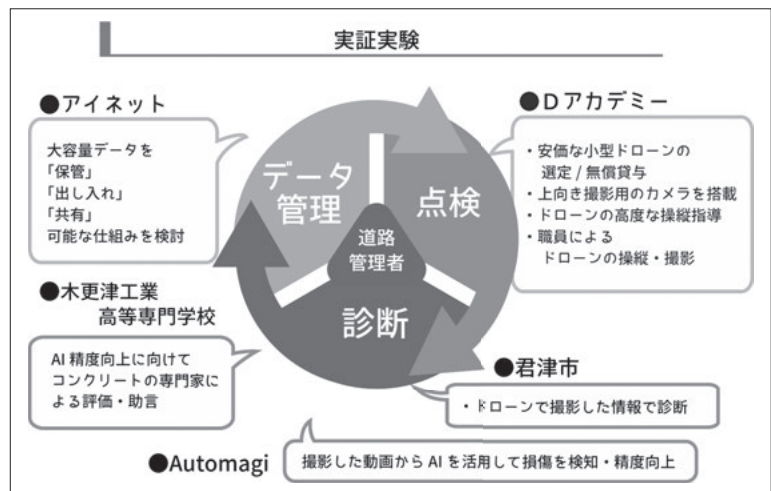 実証実験
●アイネット
大容量データを
「保管」
「出し入れ」
「共有」
可能な仕組みを検討
●Dアカデミー
・安価な小型ドローンの
選定/無償貸与
・上向き撮影用のカメラを搭載
・ドローンの高度な操縦指導
・職員による
ドローンの操縦・撮影
データ
管理
点検
道路
管理者
診断
●木更津工業
高等専門学校
AI精度向上に向けて
コンクリートの専門家に
よる評価・助言
●君津市
・ドローンで撮影した情報で診断
●Automagi
撮影した動画からAIを活用して損傷を検知・精度向上